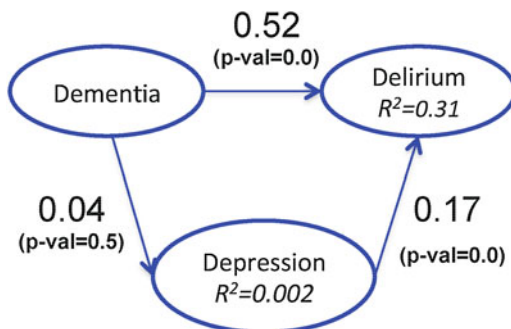 0.52
(p-val=0.0)
Dementia
Delirium
R²=0.31
0.04
(p-val=0.5)
0.17
(p-val=0.0)
Depression
R²=0.002